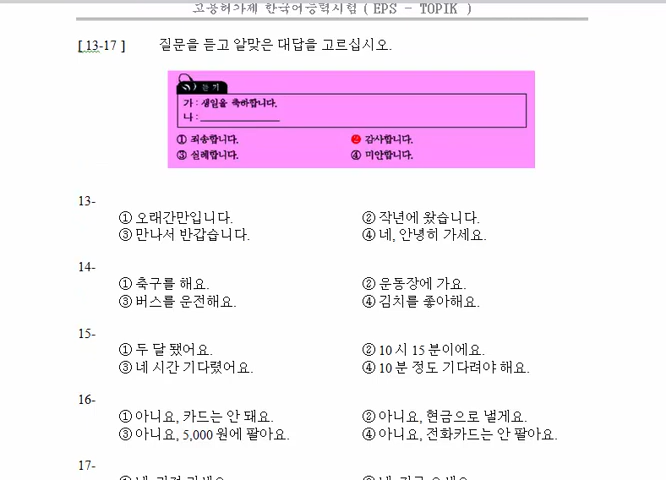 고용허가제 한국어능력시험 ( EPS - TOPIK )
[ 13-17 ] 질문을 듣고 알맞은 대답을 고르십시오.
듣기
가 : 생일을 축하합니다.
나 : ________________
① 죄송합니다. ② 감사합니다.
③ 실례합니다. ④ 미안합니다.
13-
① 오래간만입니다. ② 작년에 왔습니다.
③ 만나서 반갑습니다. ④ 네, 안녕히 가세요.
14-
① 축구를 해요. ② 운동장에 가요.
③ 버스를 운전해요. ④ 김치를 좋아해요.
15-
① 두 달 됐어요. ② 10 시 15 분이에요.
③ 네 시간 기다렸어요. ④ 10 분 정도 기다려야 해요.
16-
① 아니요, 카드는 안 돼요. ② 아니요, 현금으로 낼게요.
③ 아니요, 5,000 원에 팔아요. ④ 아니요, 전화카드는 안 팔아요.
17-